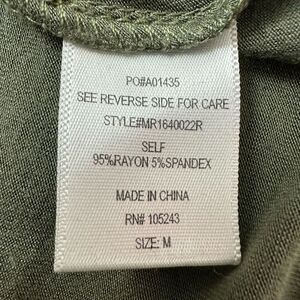 PO#A01435
SEE REVERSE SIDE FOR CARE
STYLE#MR1640022R
SELF
95%RAYON 5%SPANDEX
MADE IN CHINA
RN# 105243
SIZE: M